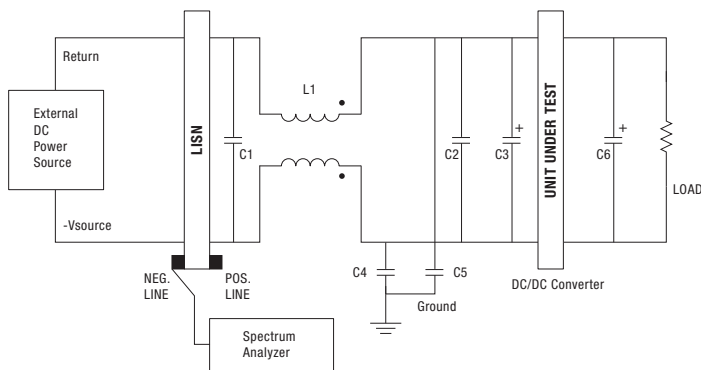 Return
L1
External
DC
Power
Source
LISN
C1
C2
C3
+
UNIT UNDER TEST
C6
+
LOAD
-Vsource
NEG.
LINE
POS.
LINE
C4
C5
Ground
DC/DC Converter
Spectrum
Analyzer